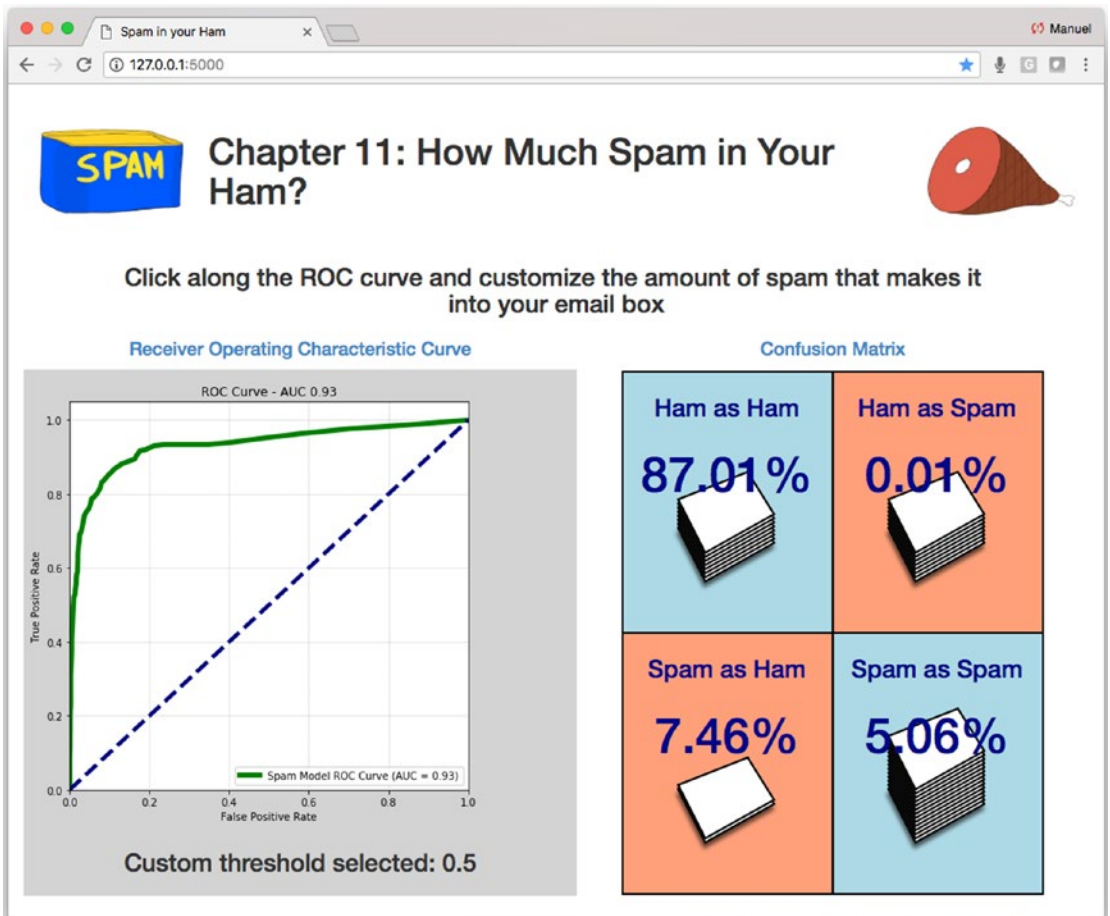 Spam in your Ham
Manuel
127.0.0.1:5000
SPAM
Chapter 11: How Much Spam in Your
Ham?
Click along the ROC curve and customize the amount of spam that makes it
into your email box
Receiver Operating Characteristic Curve
ROC Curve - AUC 0.93
True Positive Rate
1.0
0.8
0.6
0.4
0.2
0.0
0.0 0.2 0.4 0.6 0.8 1.0
False Positive Rate
Spam Model ROC Curve (AUC = 0.93)
Custom threshold selected: 0.5
Confusion Matrix
Ham as Ham
87.01%
Ham as Spam
0.01%
Spam as Ham
7.46%
Spam as Spam
5.06%